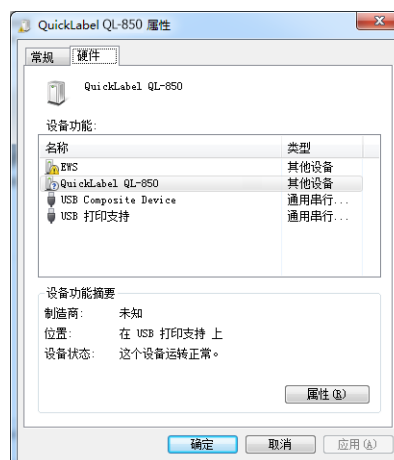 QuickLabel QL-850 属性
常规 硬件
QuickLabel QL-850
设备功能:
名称 类型
EWS 其他设备
QuickLabel QL-850 其他设备
USB Composite Device 通用串行...
USB 打印支持 通用串行...
设备功能摘要
制造商: 未知
位置: 在 USB 打印支持 上
设备状态: 这个设备运转正常。
属性(R)
确定 取消 应用(A)